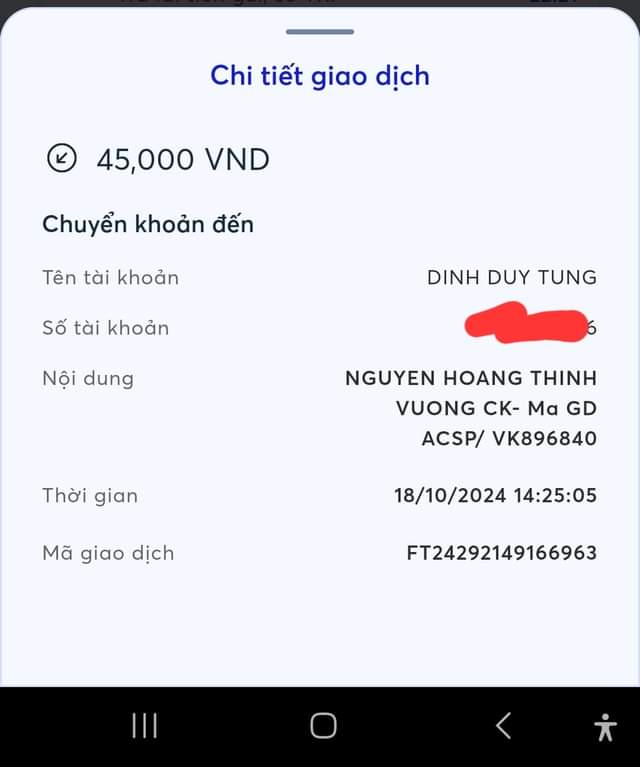 Chi tiết giao dịch
45,000 VND
Chuyển khoản đến
Tên tài khoản DINH DUY TUNG
Số tài khoản 6
Nội dung NGUYEN HOANG THINH
VUONG CK- Ma GD
ACSP/ VK896840
Thời gian 18/10/2024 14:25:05
Mã giao dịch FT24292149166963